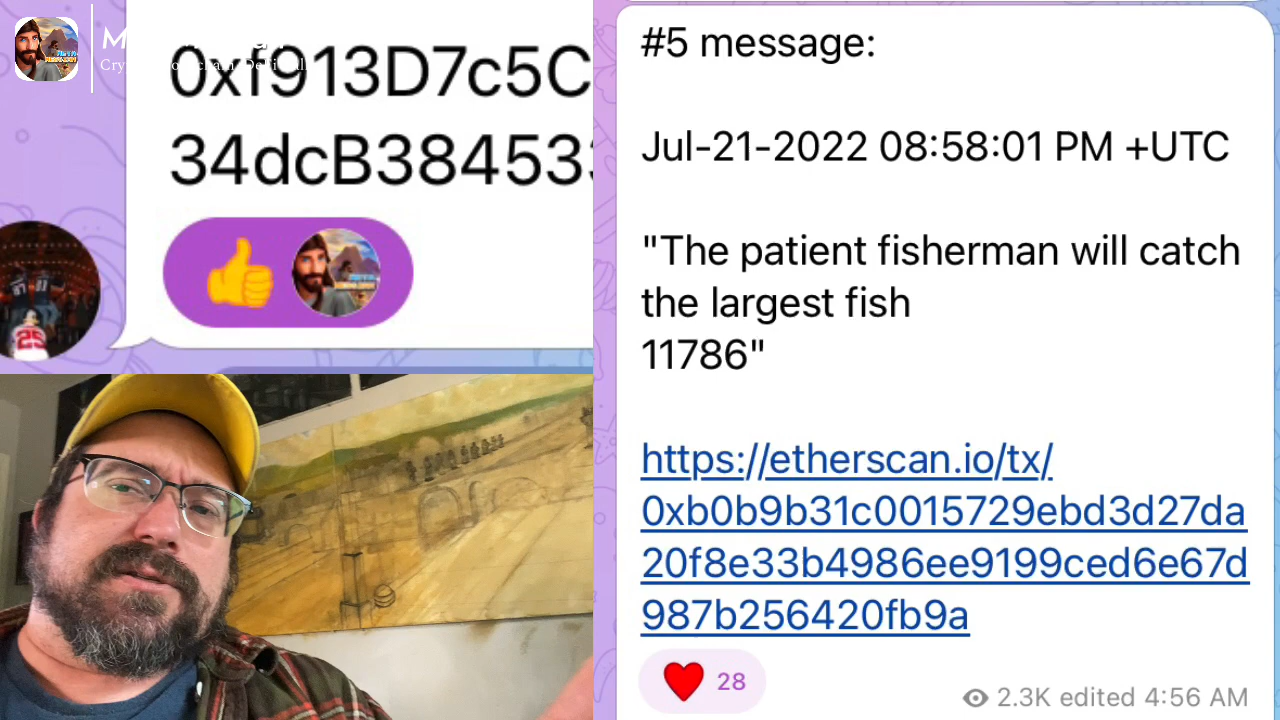 0xf913D7c5C
34dcB38453
#5 message:
Jul-21-2022 08:58:01 PM +UTC
"The patient fisherman will catch
the largest fish
11786"
https://etherscan.io/tx/
0xb0b9b31c0015729ebd3d27da
20f8e33b4986ee9199ced6e67d
987b256420fb9a
28
2.3K edited 4:56 AM